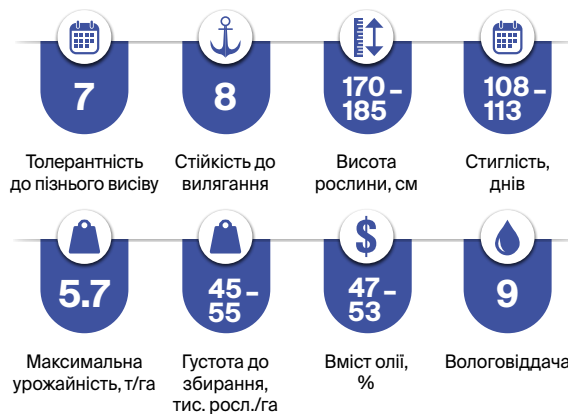 7
8
170–
185
108–
113
Толерантність
до пізнього висіву
Стійкість до
вилягання
Висота
рослини, см
Стиглість,
днів
$
5.7
45–
55
47–
53
9
Максимальна
урожайність, т/га
Густота до
збирання,
тис. росл./га
Вміст олії,
%
Вологовіддача